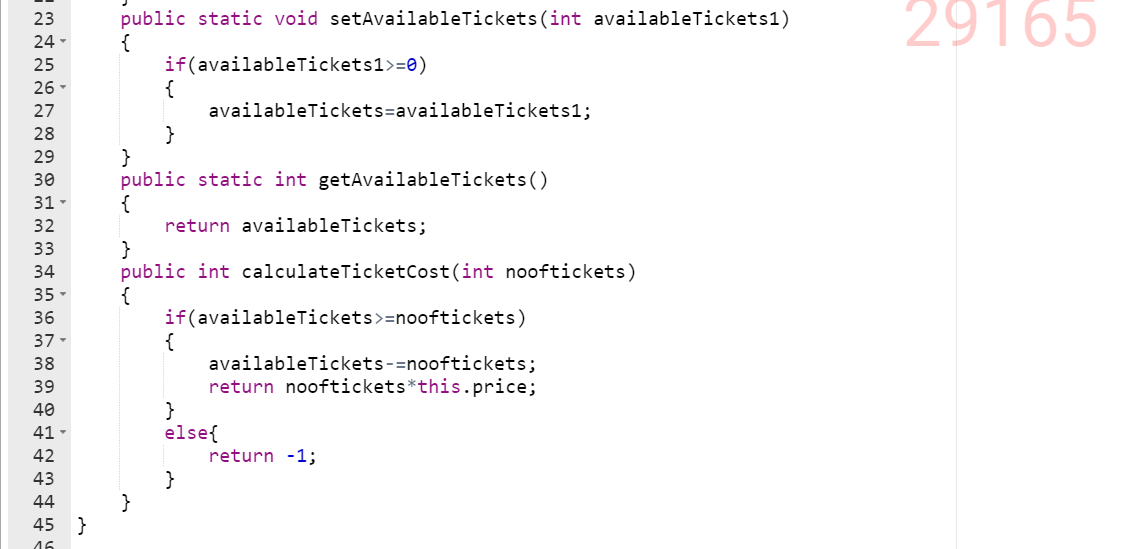 29165
23 public static void setAvailableTickets(int availableTickets1)
24 {
25 if(availableTickets1>=0)
26 {
27 availableTickets=availableTickets1;
28 }
29 }
30 public static int getAvailableTickets()
31 {
32 return availableTickets;
33 }
34 public int calculateTicketCost(int nooftickets)
35 {
36 if(availableTickets>=nooftickets)
37 {
38 availableTickets-=nooftickets;
39 return nooftickets*this.price;
40 }
41 else{
42 return -1;
43 }
44 }
45 }
46